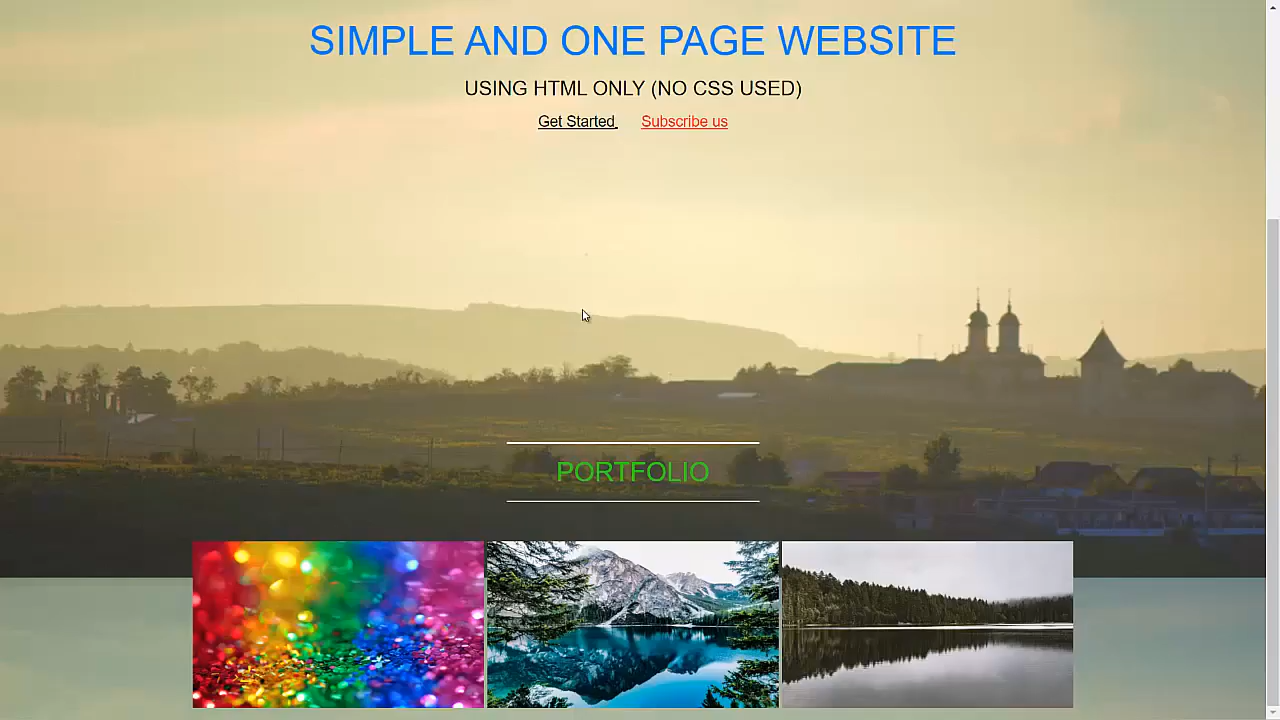 SIMPLE AND ONE PAGE WEBSITE
USING HTML ONLY (NO CSS USED)
Get Started Subscribe us
PORTFOLIO